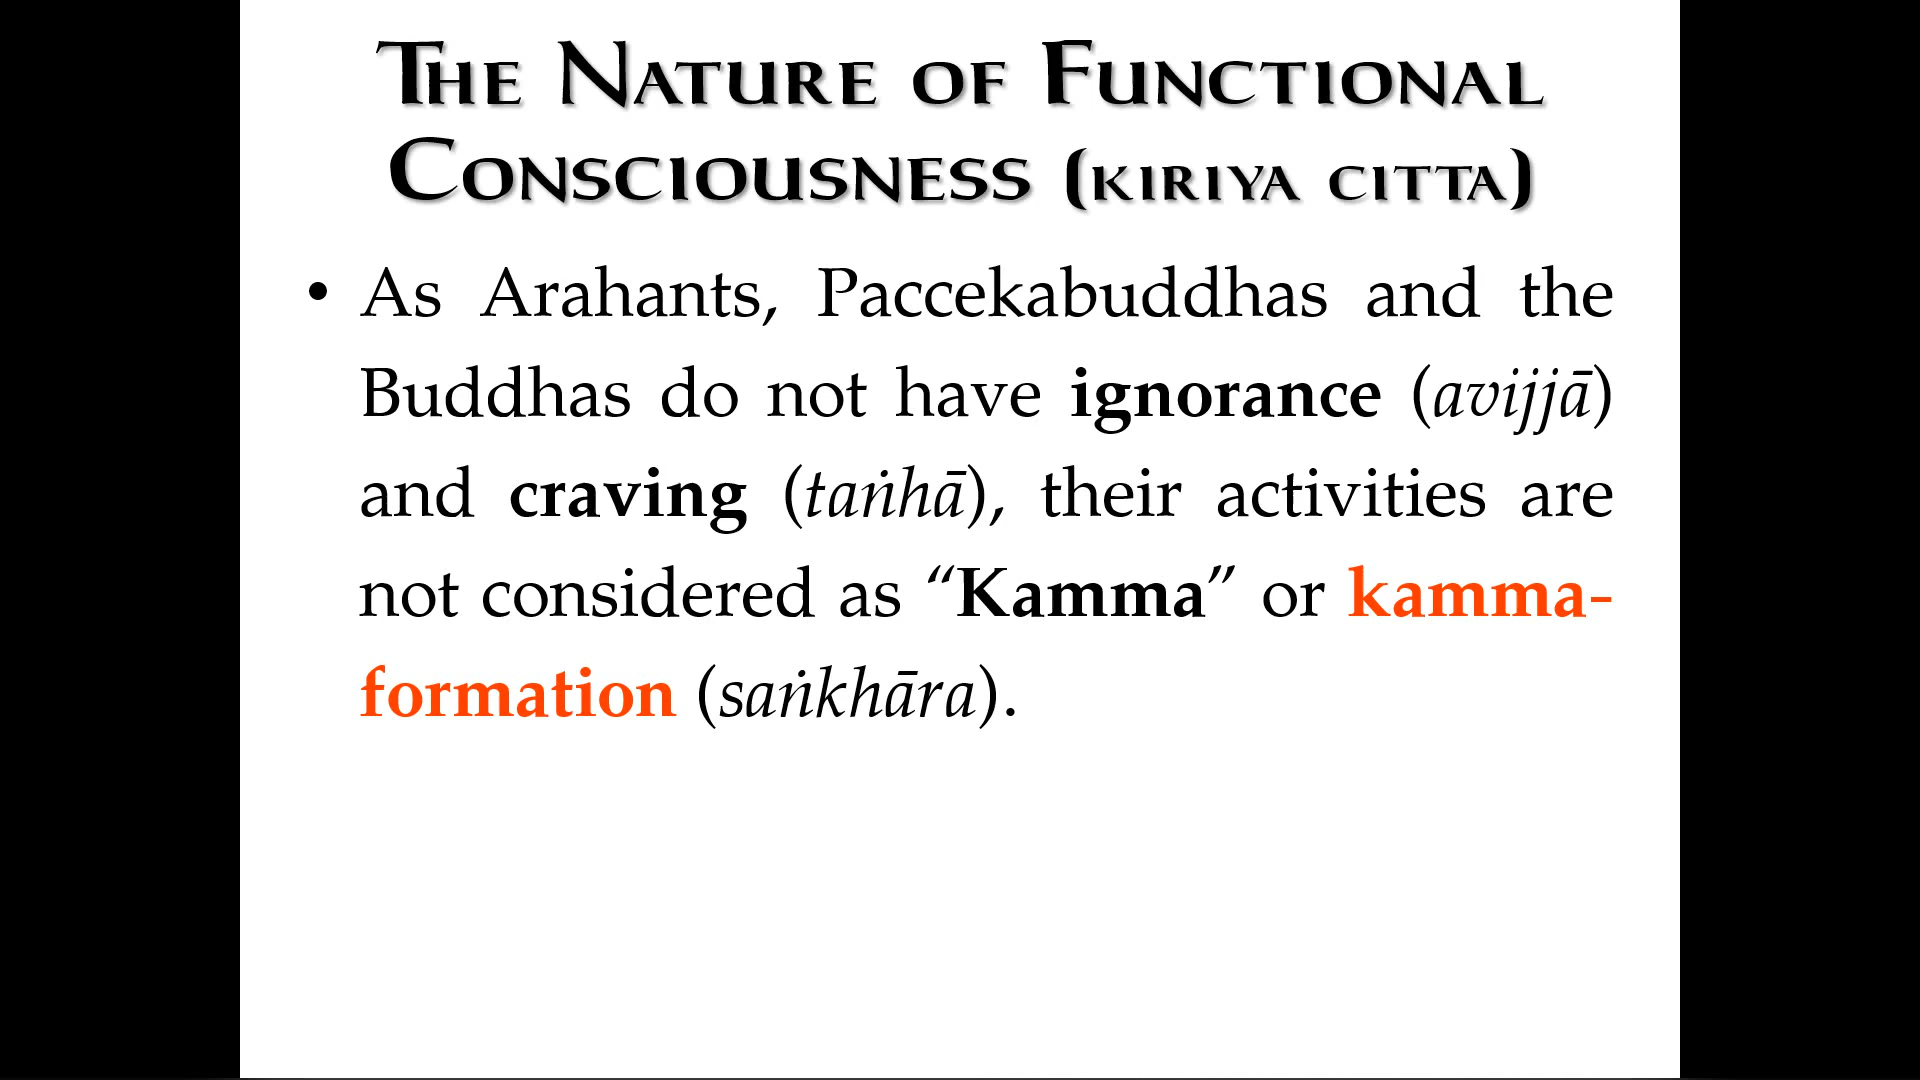 The Nature of Functional
Consciousness (kiriya citta)
• As Arahants, Paccekabuddhas and the
Buddhas do not have ignorance (avijjā)
and craving (taṅhā), their activities are
not considered as “Kamma” or kamma-
formation (saṅkhāra).